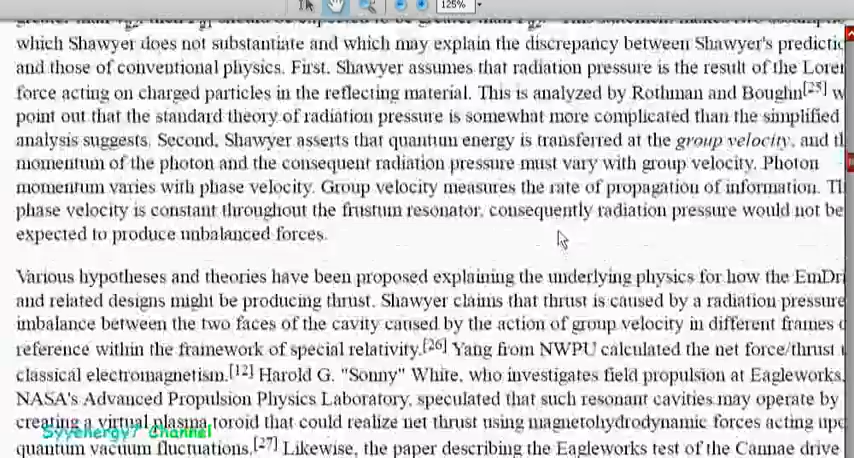 125%
which Shawyer does not substantiate and which may explain the discrepancy between Shawyer's
and those of conventional physics. First, Shawyer assumes that radiation pressure is the result of the
force acting on charged particles in the reflecting material. This is analyzed by Rothman and Boughn[25]
point out that the standard theory of radiation pressure is somewhat more complicated than the simplified
analysis suggests. Second, Shawyer asserts that quantum energy is transferred at the group velocity, and
momentum of the photon and the consequent radiation pressure must vary with group velocity. Photon
momentum varies with phase velocity. Group velocity measures the rate of propagation of information.
phase velocity is constant throughout the frustum resonator, consequently radiation pressure would not be
expected to produce unbalanced forces.
Various hypotheses and theories have been proposed explaining the underlying physics for how the
and related designs might be producing thrust. Shawyer claims that thrust is caused by a radiation pressure
imbalance between the two faces of the cavity caused by the action of group velocity in different frames
reference within the framework of special relativity.[26] Yang from NWPU calculated the net force/thrust
classical electromagnetism.[12] Harold G. "Sonny" White, who investigates field propulsion at Eagleworks,
NASA's Advanced Propulsion Physics Laboratory, speculated that such resonant cavities may operate by
creating a virtual plasma toroid that could realize net thrust using magnetohydrodynamic forces acting
Syyenergy7 Channel
quantum vacuum fluctuations.[27] Likewise, the paper describing the Eagleworks test of the Cannae drive